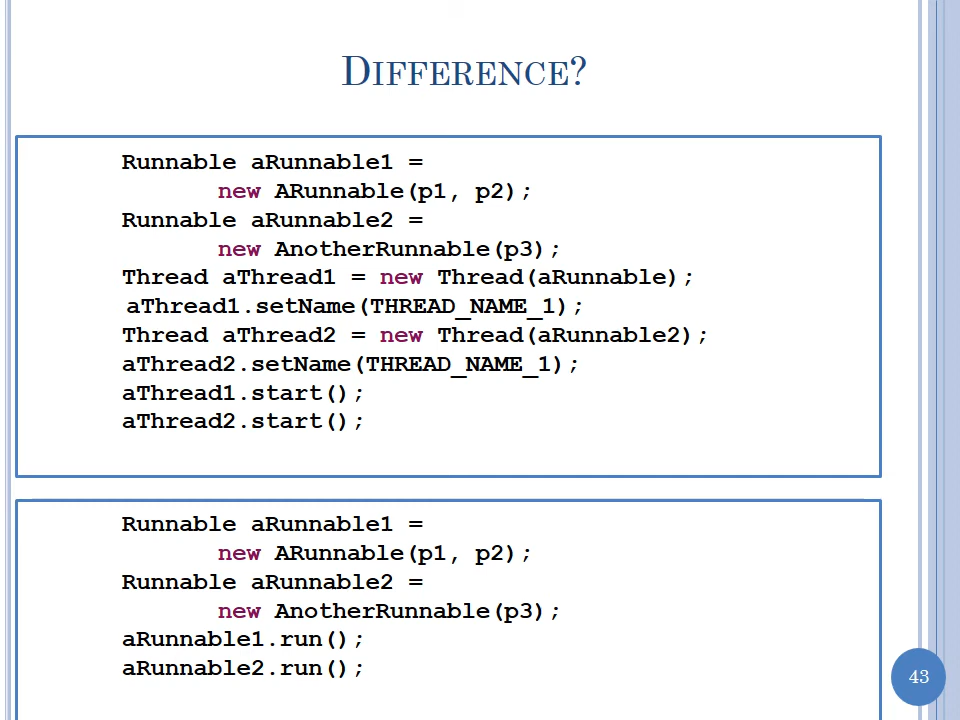 DIFFERENCE?
Runnable aRunnable1 =
new ARunnable(p1, p2);
Runnable aRunnable2 =
new AnotherRunnable(p3);
Thread aThread1 = new Thread(aRunnable);
aThread1.setName(THREAD_NAME_1);
Thread aThread2 = new Thread(aRunnable2);
aThread2.setName(THREAD_NAME_1);
aThread1.start();
aThread2.start();
Runnable aRunnable1 =
new ARunnable(p1, p2);
Runnable aRunnable2 =
new AnotherRunnable(p3);
aRunnable1.run();
aRunnable2.run();
43